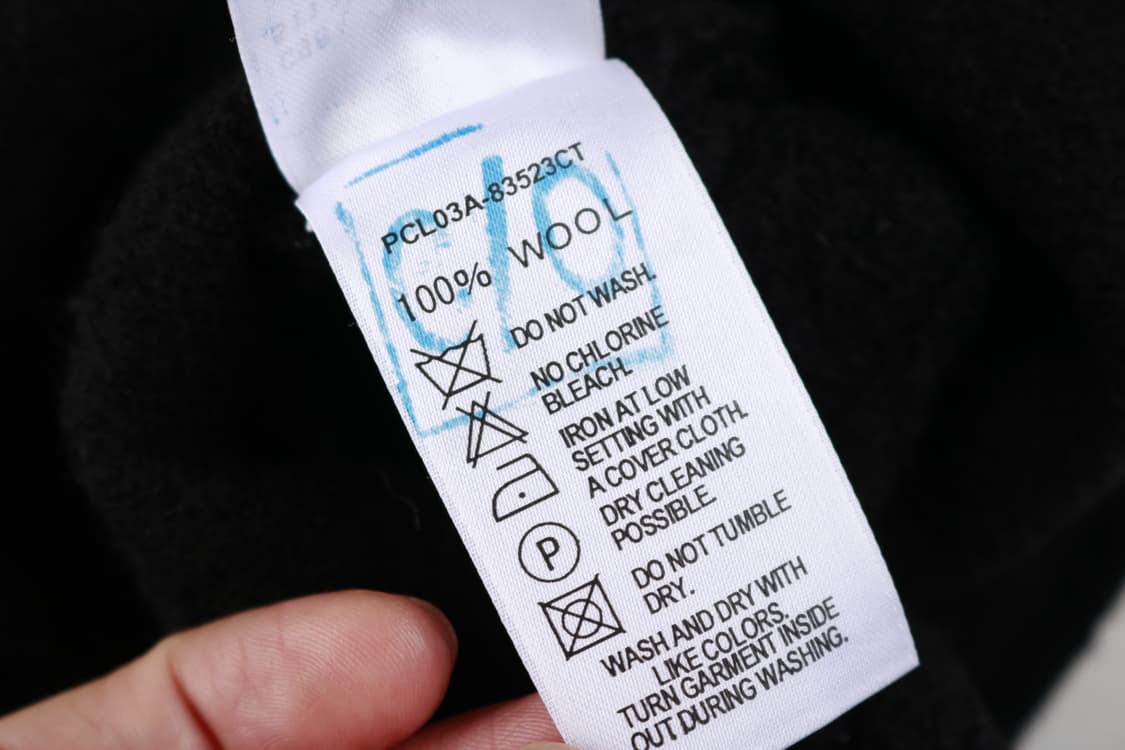 PCL03A-83523CT
100% WOOL
DO NOT WASH.
NO CHLORINE
BLEACH.
IRON AT LOW
SETTING WITH
A COVER CLOTH.
P
DRY CLEANING
POSSIBLE.
DO NOT TUMBLE
DRY.
WASH AND DRY WITH
LIKE COLORS.
TURN GARMENT INSIDE
OUT DURING WASHING.